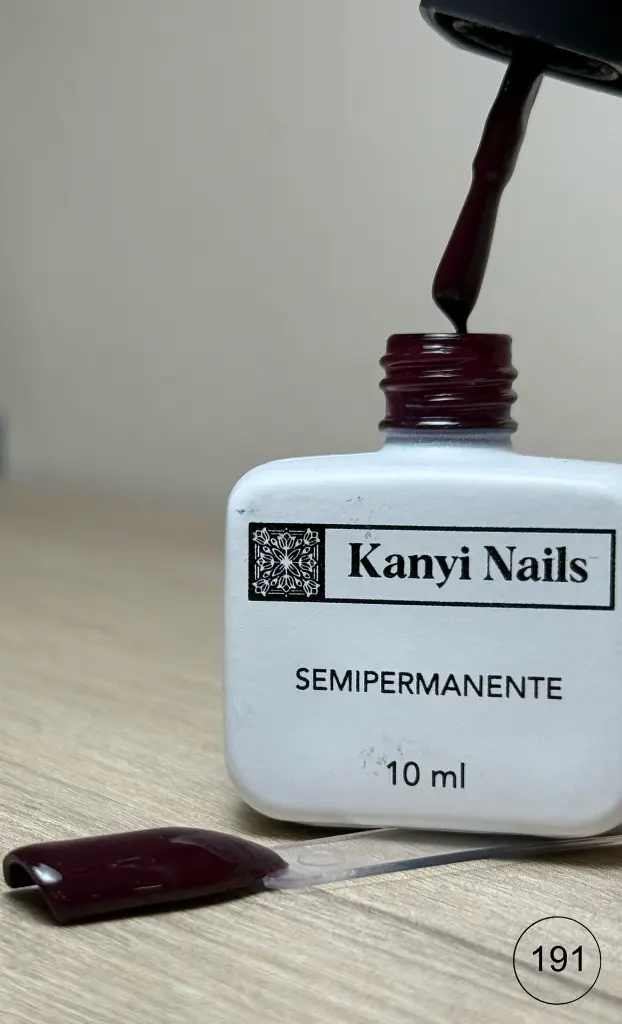 Kanyi Nails
SEMIPERMANENTE
10 ml
191